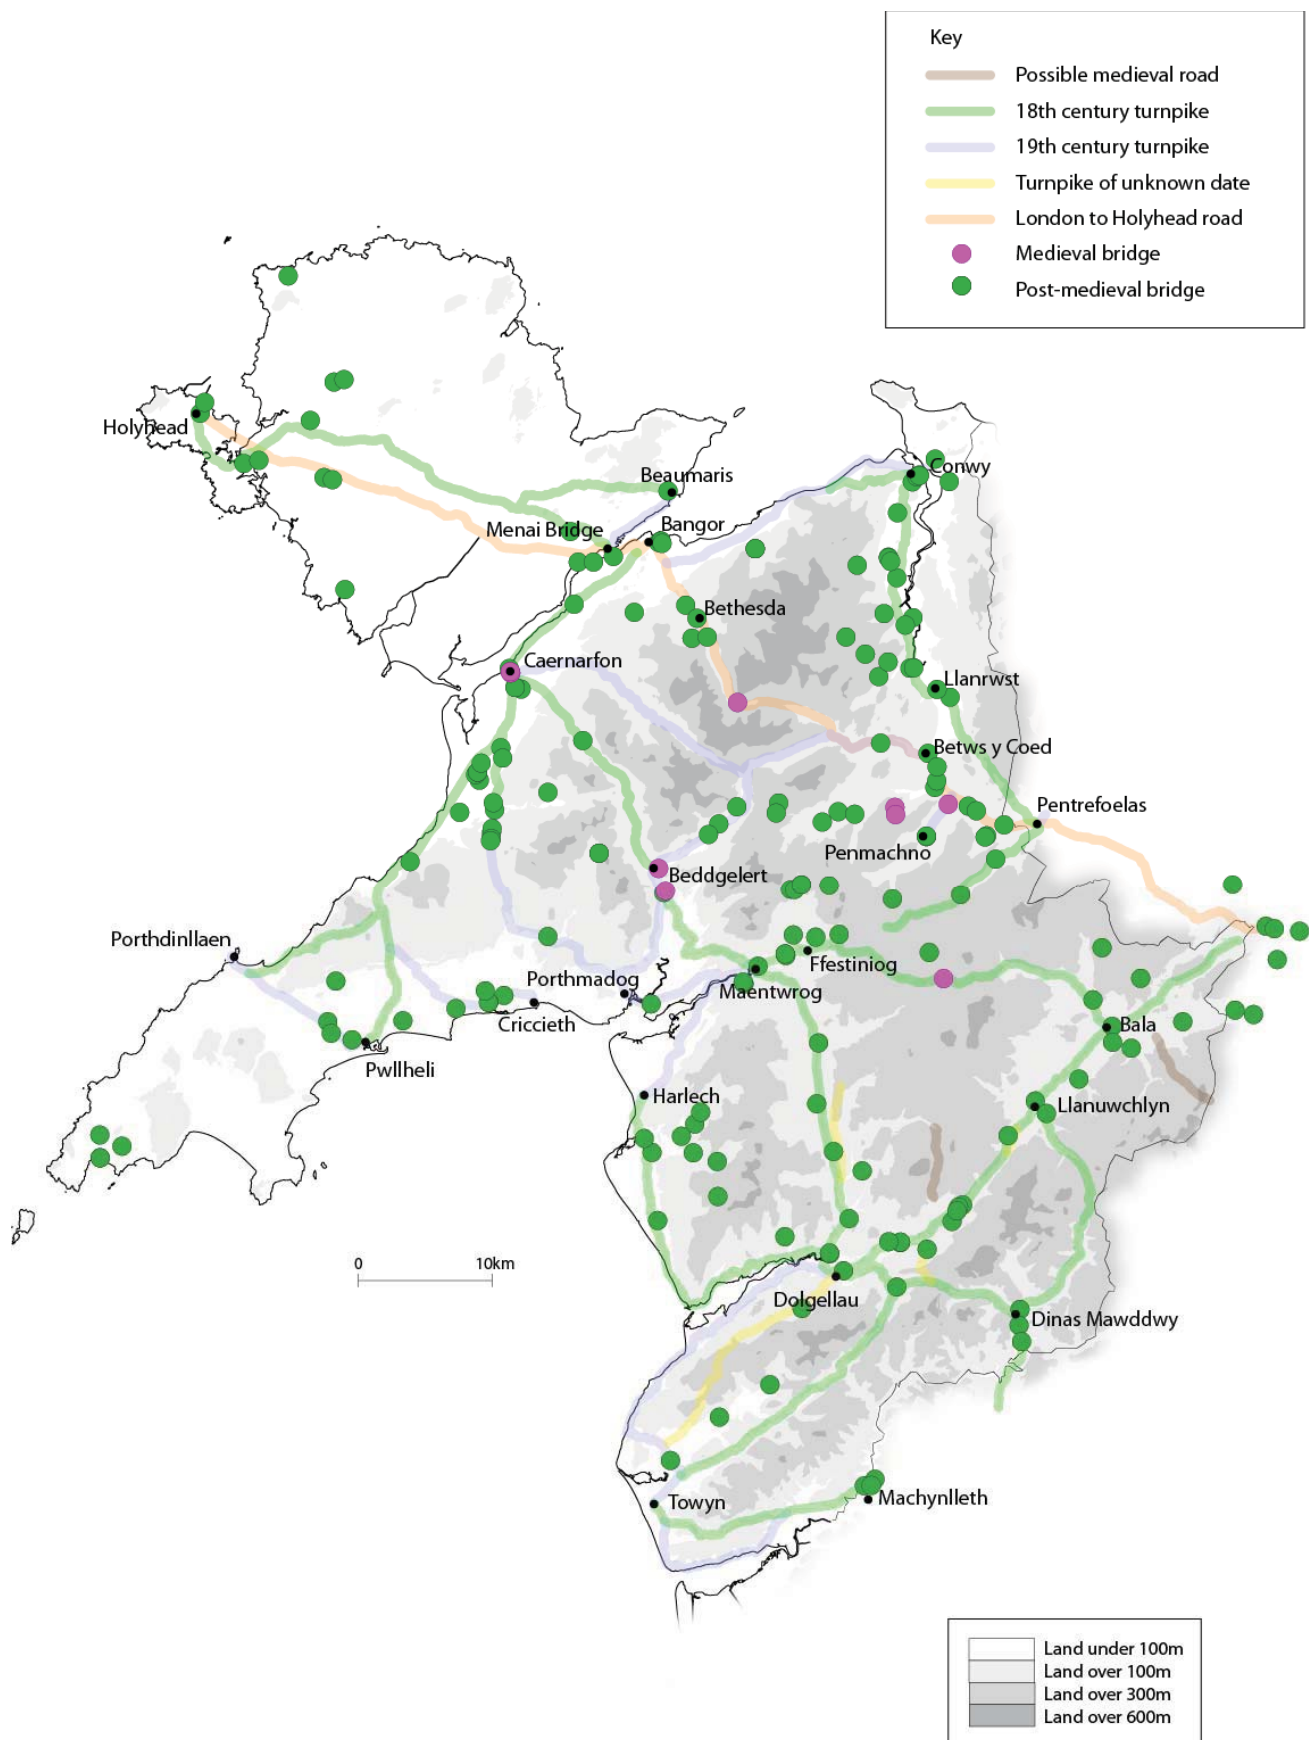 Key
Possible medieval road
18th century turnpike
19th century turnpike
Turnpike of unknown date
London to Holyhead road
Medieval bridge
Post-medieval bridge
Holyhead
Conwy
Beaumaris
Menai Bridge
Bangor
Bethesda
Caernarfon
Llanrwst
Betws y Coed
Pentrefoelas
Penmachno
Beddgelert
Porthdinllaen
Ffestiniog
Porthmadog
Maentwrog
Criccieth
Bala
Pwllheli
Harlech
Llanuwchlyn
0 10km
Dolgellau
Dinas Mawddwy
Machynlleth
Towyn
Land under 100m
Land over 100m
Land over 300m
Land over 600m